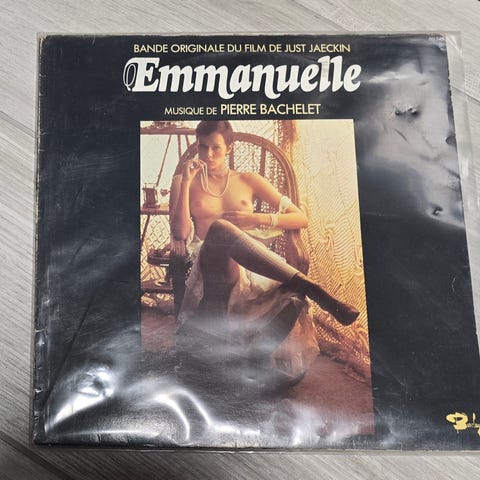 BANDE ORIGINALE DU FILM DE JUST JAECKIN
Emmanuelle
MUSIQUE DE PIERRE BACHELET